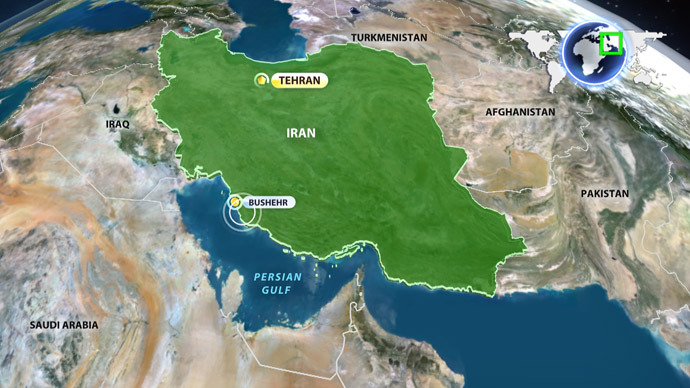 TURKMENISTAN
TEHRAN
AFGHANISTAN
IRAQ
IRAN
PAKISTAN
BUSHEHR
PERSIAN
GULF
SAUDI ARABIA